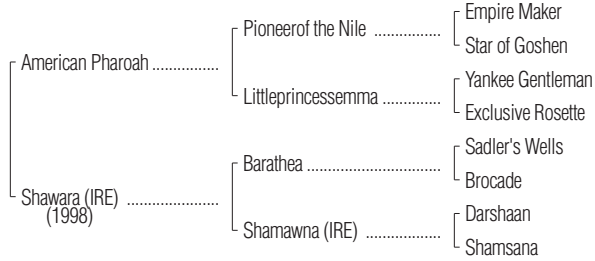 Empire Maker
Pioneerof the Nile ................
Star of Goshen
American Pharoah ................
Yankee Gentleman
Littleprincessemma ..............
Exclusive Rosette
Sadler's Wells
Barathea ................................
Brocade
Shawara (IRE) ......................
(1998)
Darshaan
Shamawna (IRE) ..................
Shamsana